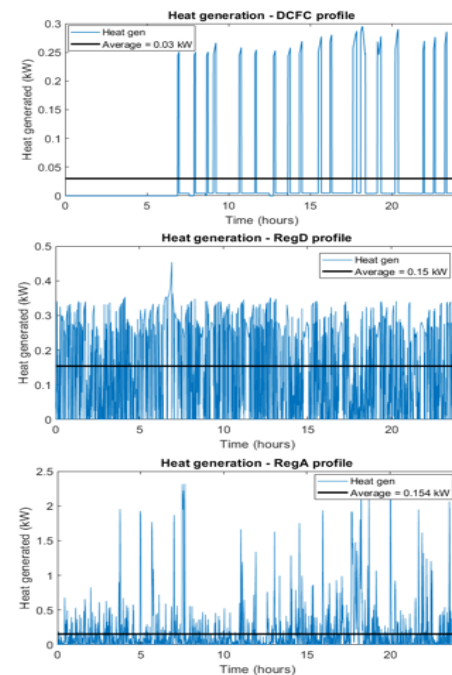 Heat generation - DCFC profile
0.3
Heat gen
Average = 0.03 kW
0.25
0.2
0.15
0.1
0.05
0
Heat generated (kW)
0 5 10 15 20
Time (hours)
Heat generation - RegD profile
0.5
Heat gen
Average = 0.15 kW
0.4
0.3
0.2
0.1
0
Heat generated (kW)
0 5 10 15 20
Time (hours)
Heat generation - RegA profile
2.5
Heat gen
Average = 0.154 kW
2
1.5
1
0.5
0
Heat generated (kW)
0 5 10 15 20
Time (hours)